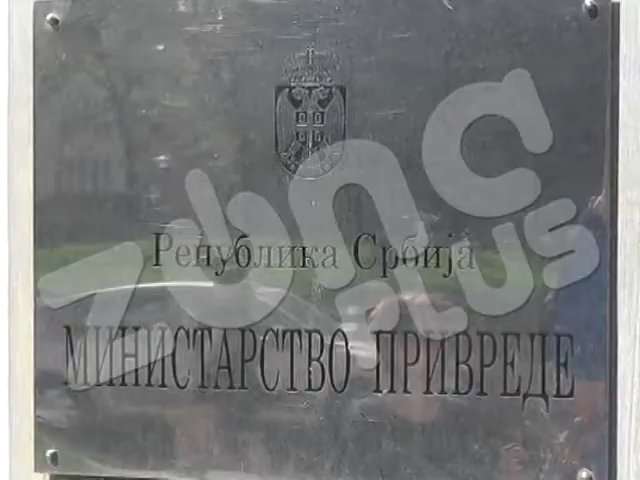 Република Србија
МИНИСТАРСТВО ПРИВРЕДЕ